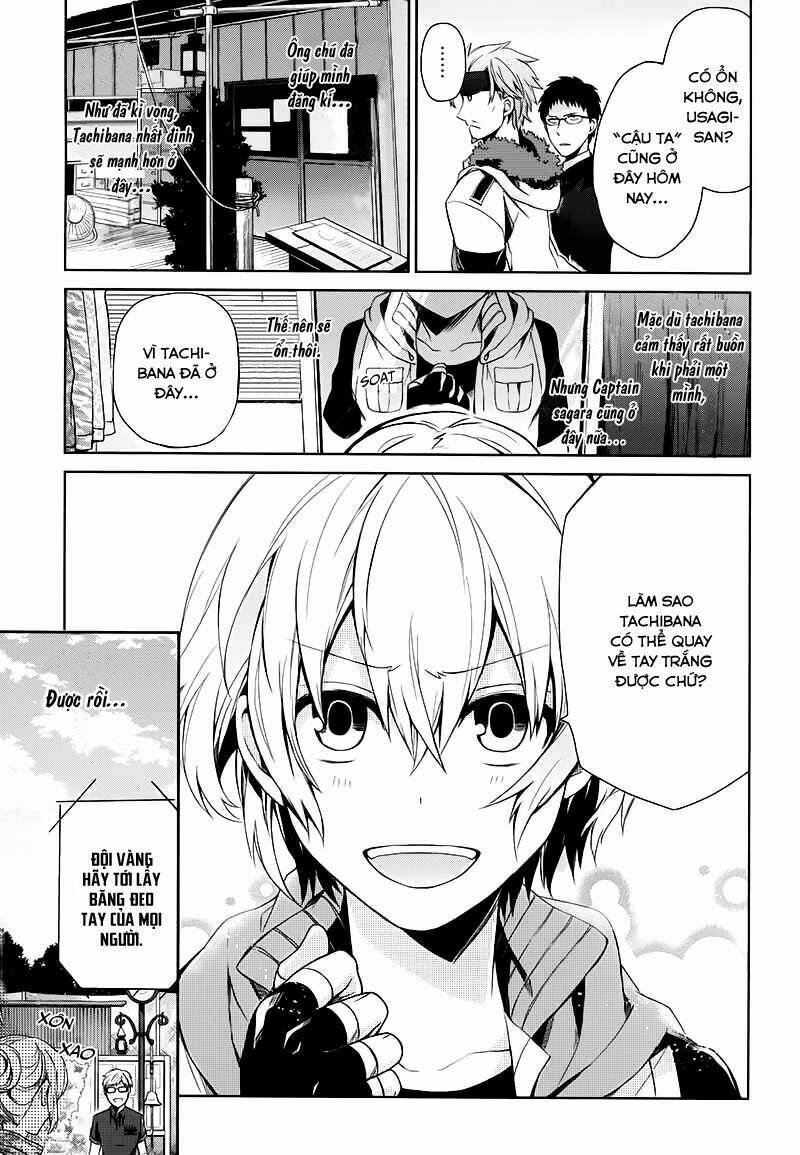 CÓ ỔN
KHÔNG,
USAGI-
SAN?
"CẬU TA"
CŨNG Ở
ĐÂY HÔM
NAY...
......
Ông chú đã
giúp mình
đăng kí...
Như đã kì vọng,
Tachibana nhất định
sẽ mạnh hơn ở
đây...
Mặc dù tachibana
cảm thấy rất buồn
khi phải một
mình,
Nhưng Captain
sagara cũng ở
đây nữa...
SOAT
Thế nên sẽ
ổn thôi.
VÌ TACHI-
BANA ĐÃ Ở
ĐÂY...
LÀM SAO
TACHIBANA
CÓ THỂ QUAY
VỀ TAY TRẮNG
ĐƯỢC CHỨ?
Được rồi...
ĐỘI VÀNG
HÃY TỚI LẤY
BĂNG ĐEO
TAY CỦA MỌI
NGƯỜI.
XÓN
XAO